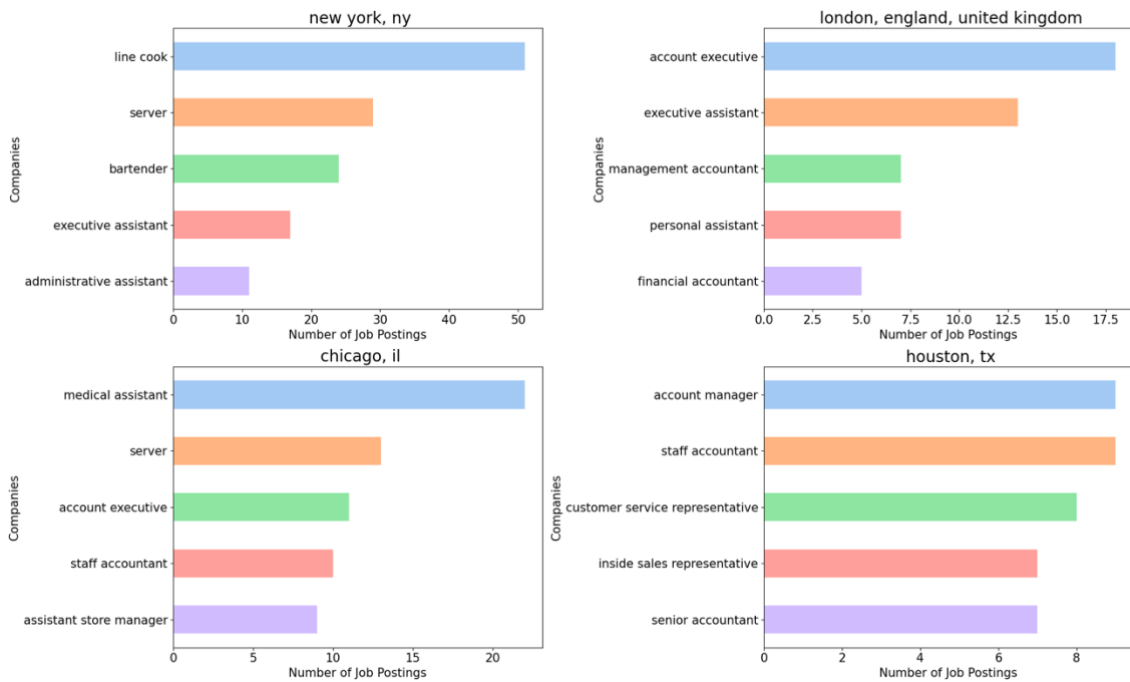 new york, ny
line cook
server
bartender
executive assistant
administrative assistant
Companies
0 10 20 30 40 50
Number of Job Postings
london, england, united kingdom
account executive
executive assistant
management accountant
personal assistant
financial accountant
Companies
0.0 2.5 5.0 7.5 10.0 12.5 15.0 17.5
Number of Job Postings
chicago, il
medical assistant
server
account executive
staff accountant
assistant store manager
Companies
0 5 10 15 20
Number of Job Postings
houston, tx
account manager
staff accountant
customer service representative
inside sales representative
senior accountant
Companies
0 2 4 6 8
Number of Job Postings